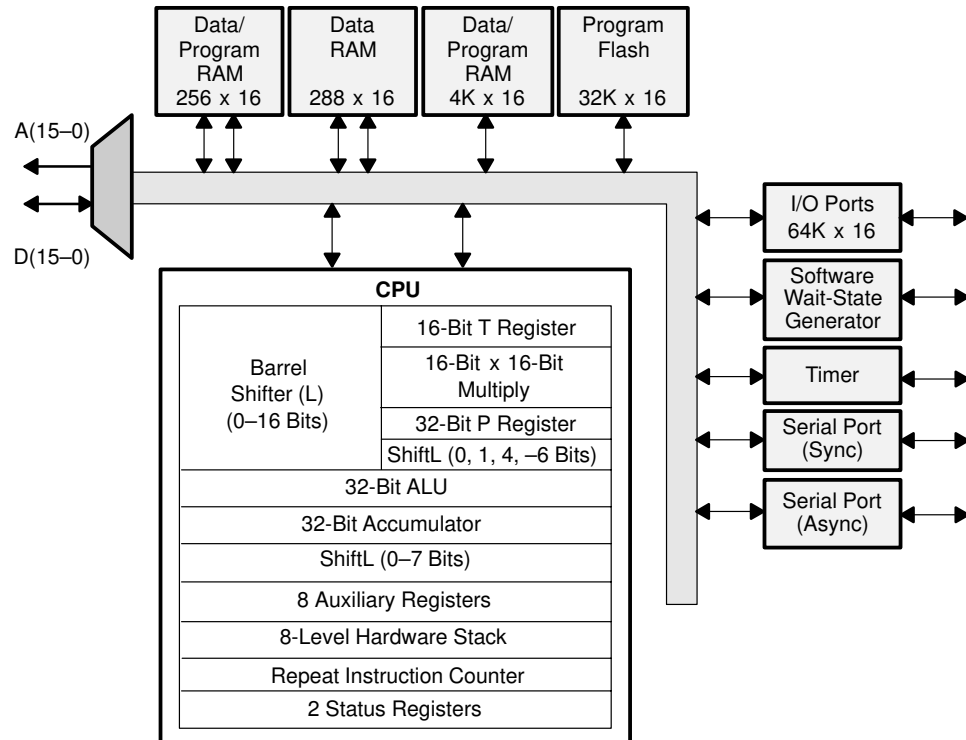 Data/
Program
RAM
256 x 16
Data
RAM
288 x 16
Data/
Program
RAM
4K x 16
Program
Flash
32K x 16
A(15–0)
D(15–0)
I/O Ports
64K x 16
Software
Wait-State
Generator
Timer
Serial Port
(Sync)
Serial Port
(Async)
CPU
Barrel
Shifter (L)
(0–16 Bits)
16-Bit T Register
16-Bit x 16-Bit
Multiply
32-Bit P Register
ShiftL (0, 1, 4, –6 Bits)
32-Bit ALU
32-Bit Accumulator
ShiftL (0–7 Bits)
8 Auxiliary Registers
8-Level Hardware Stack
Repeat Instruction Counter
2 Status Registers